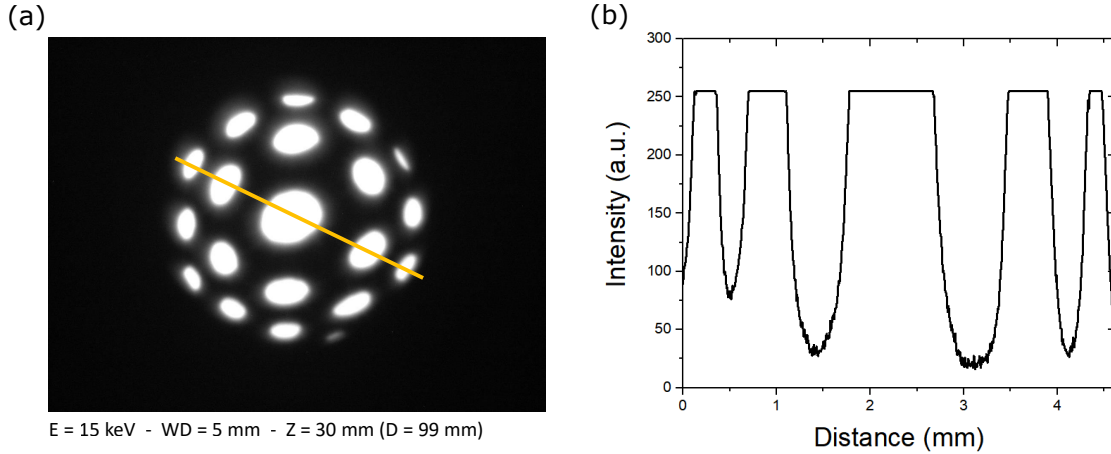 (a)
E = 15 keV - WD = 5 mm - Z = 30 mm (D = 99 mm)
(b)
300
250
200
150
100
50
0
Intensity (a.u.)
0 1 2 3 4
Distance (mm)